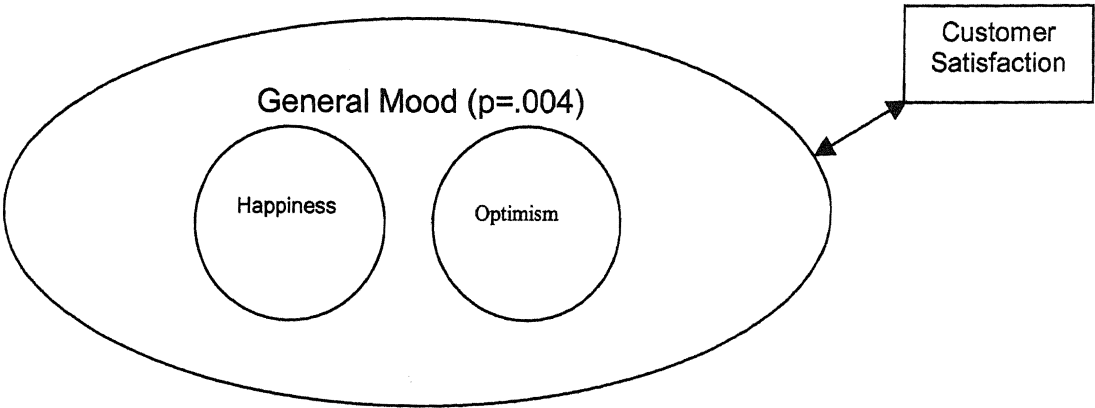 Customer
Satisfaction
General Mood (p=.004)
Happiness
Optimism